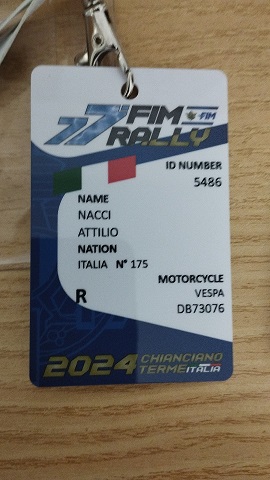 77 FIM FIM
RALLY
ID NUMBER
5486
NAME
NACCI
ATTILIO
NATION
ITALIA N° 175
MOTORCYCLE
R
VESPA
DB73076
2024 CHIANCIANO
TERME ITALIA